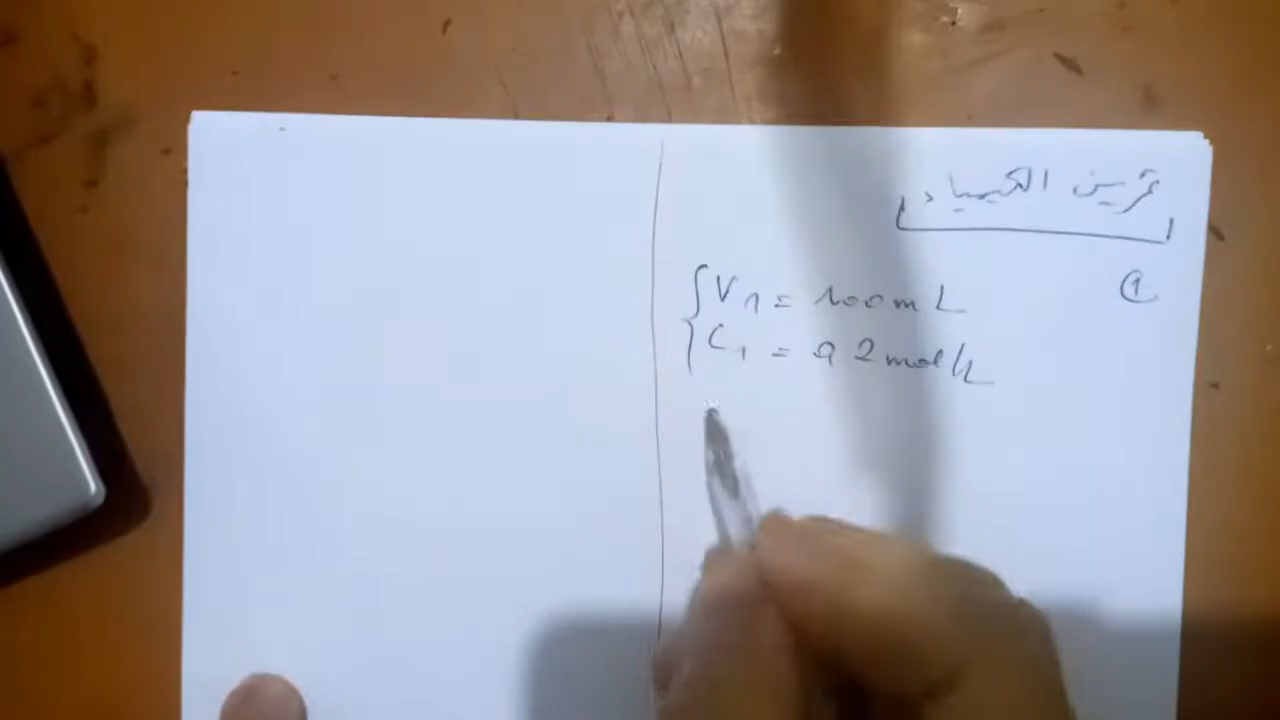 تمرين الكيمياء
①
V1 = 100 mL
C1 = 0,2 mol/L